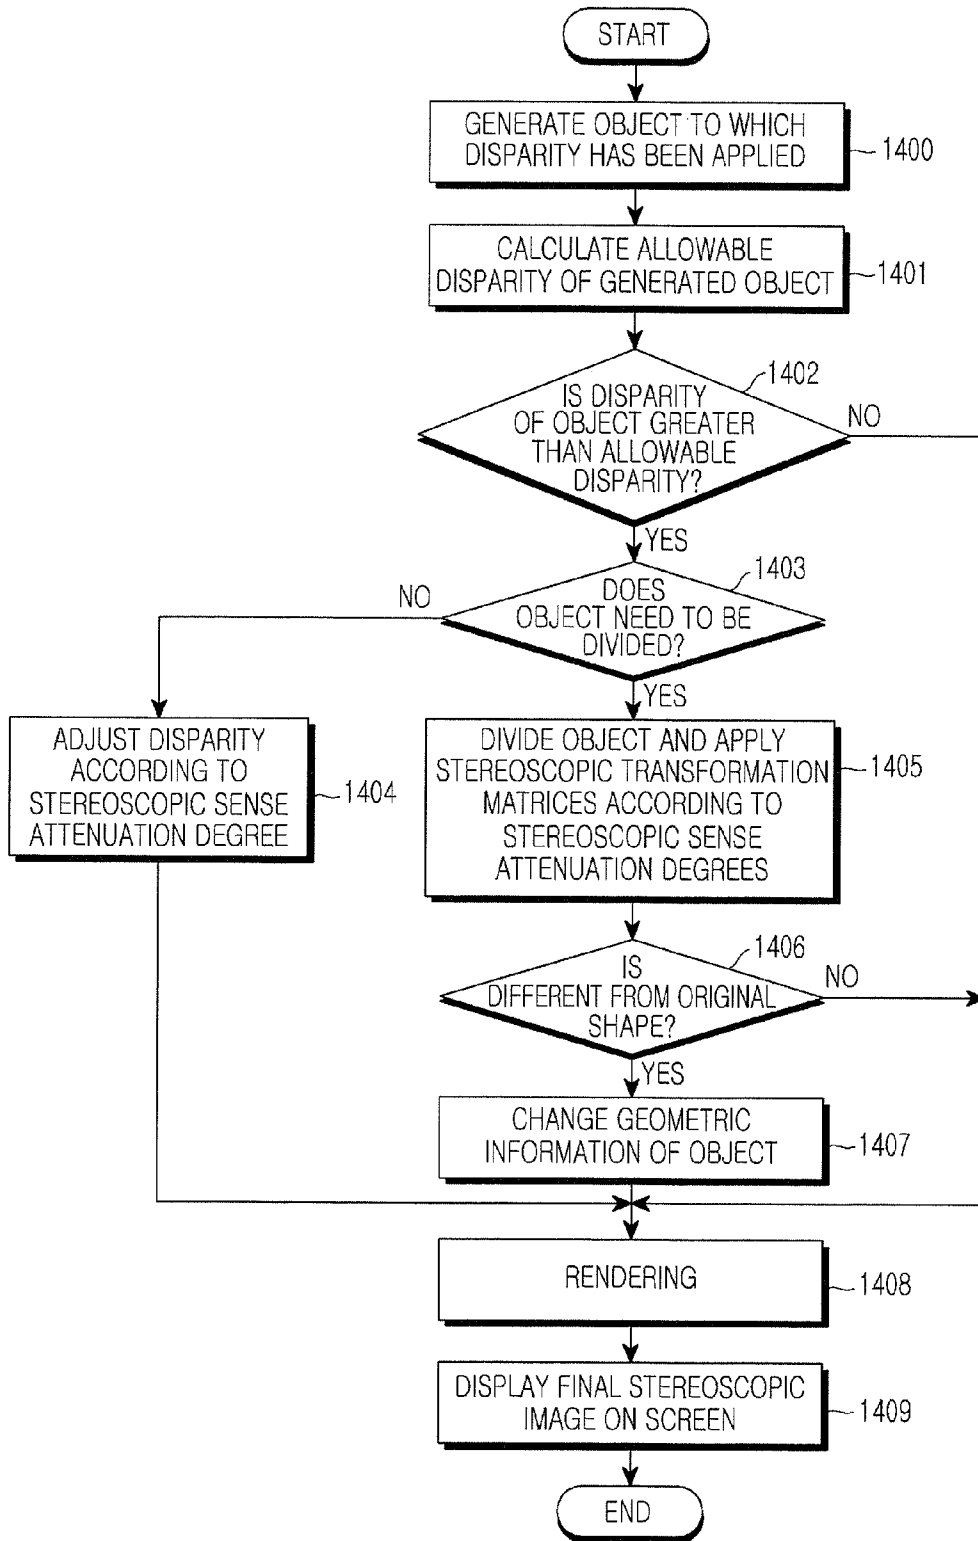 START
GENERATE OBJECT TO WHICH
DISPARITY HAS BEEN APPLIED
1400
CALCULATE ALLOWABLE
DISPARITY OF GENERATED OBJECT
1401
1402
IS DISPARITY
OF OBJECT GREATER
THAN ALLOWABLE
DISPARITY?
NO
YES
1403
DOES
OBJECT NEED TO BE
DIVIDED?
NO
YES
ADJUST DISPARITY
ACCORDING TO
STEREOSCOPIC SENSE
ATTENUATION DEGREE
1404
DIVIDE OBJECT AND APPLY
STEREOSCOPIC TRANSFORMATION
MATRICES ACCORDING TO
STEREOSCOPIC SENSE
ATTENUATION DEGREES
1405
1406
IS
DIFFERENT FROM ORIGINAL
SHAPE?
NO
YES
CHANGE GEOMETRIC
INFORMATION OF OBJECT
1407
RENDERING
1408
DISPLAY FINAL STEREOSCOPIC
IMAGE ON SCREEN
1409
END